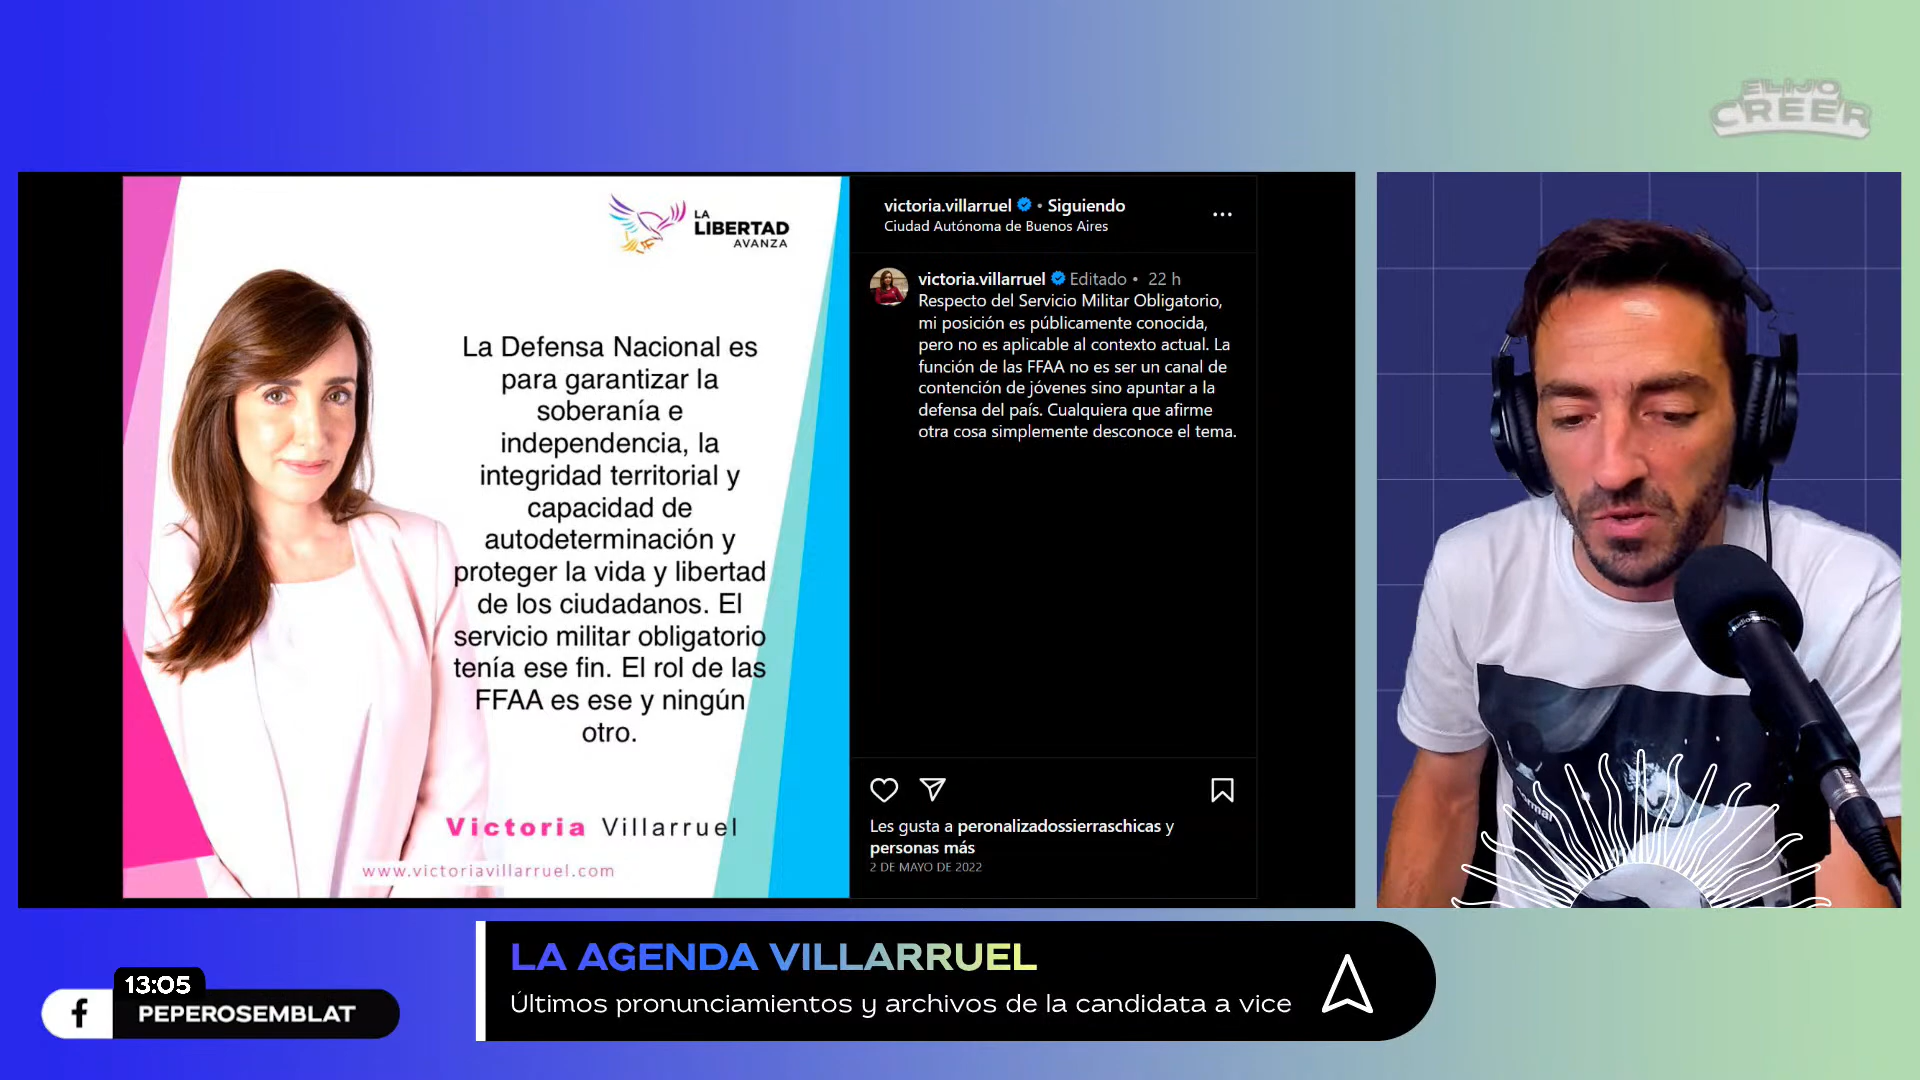 ELIJO
CREER
LA
LIBERTAD
AVANZA
La Defensa Nacional es
para garantizar la
soberanía e
independencia, la
integridad territorial y
capacidad de
autodeterminación y
proteger la vida y libertad
de los ciudadanos. El
servicio militar obligatorio
tenía ese fin. El rol de las
FFAA es ese y ningún
otro.
Victoria Villarruel
www.victoriavillarruel.com
victoria.villarruel • Siguiendo
Ciudad Autónoma de Buenos Aires
victoria.villarruel Editado • 22 h
Respecto del Servicio Militar Obligatorio,
mi posición es públicamente conocida,
pero no es aplicable al contexto actual. La
función de las FFAA no es ser un canal de
contención de jóvenes sino apuntar a la
defensa del país. Cualquiera que afirme
otra cosa simplemente desconoce el tema.
Les gusta a peronalizadossierraschicas y
personas más
2 DE MAYO DE 2022
LA AGENDA VILLARRUEL
Últimos pronunciamientos y archivos de la candidata a vice
13:05
PEPEROSEMBLAT